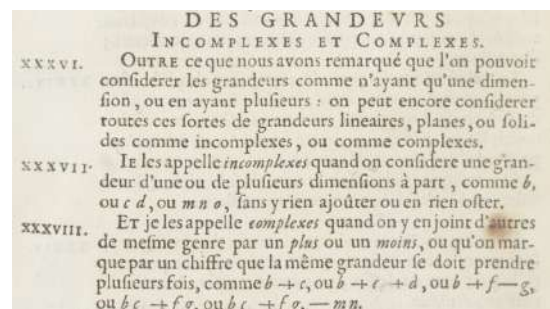 DES GRANDEVRS
INCOMPLEXES ET COMPLEXES.
XXXVI. OUTRE ce que nous avons remarqué que l'on pouvoit
conſiderer les grandeurs comme n'ayant qu'une dimen-
ſion, ou en ayant pluſieurs : on peut encore conſiderer
toutes ces ſortes de grandeurs lineaires, planes, ou ſoli-
des comme incomplexes, ou comme complexes.
XXXVII. IE les appelle incomplexes quand on conſidere une gran-
deur d'une ou de pluſieurs dimenſions à part, comme b,
ou c d, ou m n o, ſans y rien ajoûter ou en rien oſter.
XXXVIII. ET je les appelle complexes quand on y en joint d'autres
de meſme genre par un plus ou un moins, ou qu'on mar-
que par un chiffre que la même grandeur ſe doit prendre
pluſieurs fois, comme b + c, ou b + c + d, ou b + f — g,
ou b c + f g, ou b c + f g, — m n.